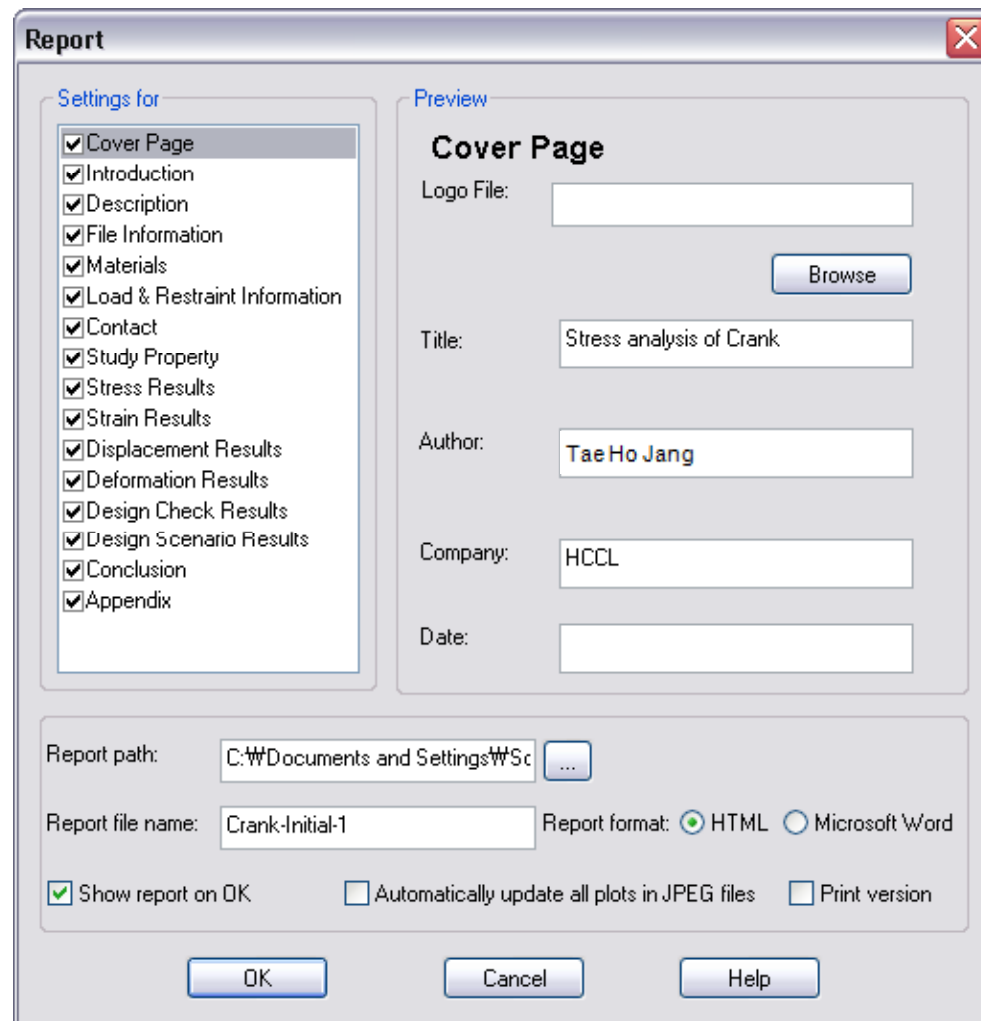 Report
Settings for
Cover Page
Introduction
Description
File Information
Materials
Load & Restraint Information
Contact
Study Property
Stress Results
Strain Results
Displacement Results
Deformation Results
Design Check Results
Design Scenario Results
Conclusion
Appendix
Preview
Cover Page
Logo File:
Browse
Title: Stress analysis of Crank
Author: Tae Ho Jang
Company: HCCL
Date:
Report path: C:₩Documents and Settings₩Sc ...
Report file name: Crank-Initial-1 Report format: HTML Microsoft Word
Show report on OK Automatically update all plots in JPEG files Print version
OK Cancel Help